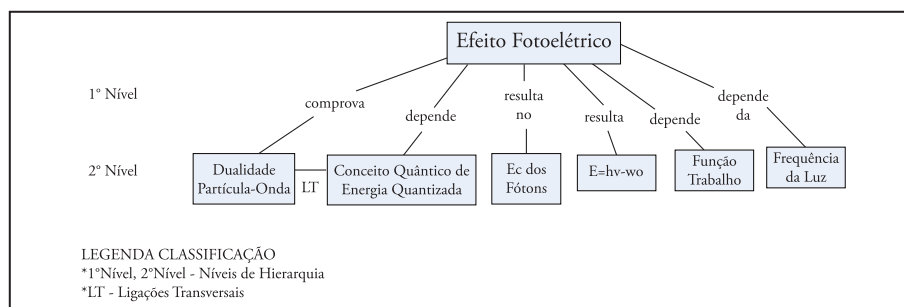 Efeito Fotoelétrico
1° Nível
comprova
depende
resulta
no
resulta
depende
depende
da
2° Nível
Dualidade
Partícula-Onda
LT
Conceito Quântico de
Energia Quantizada
Ec dos
Fótons
E=hv-wo
Função
Trabalho
Frequência
da Luz
LEGENDA CLASSIFICAÇÃO
*1°Nível, 2°Nível - Níveis de Hierarquia
*LT - Ligações Transversais